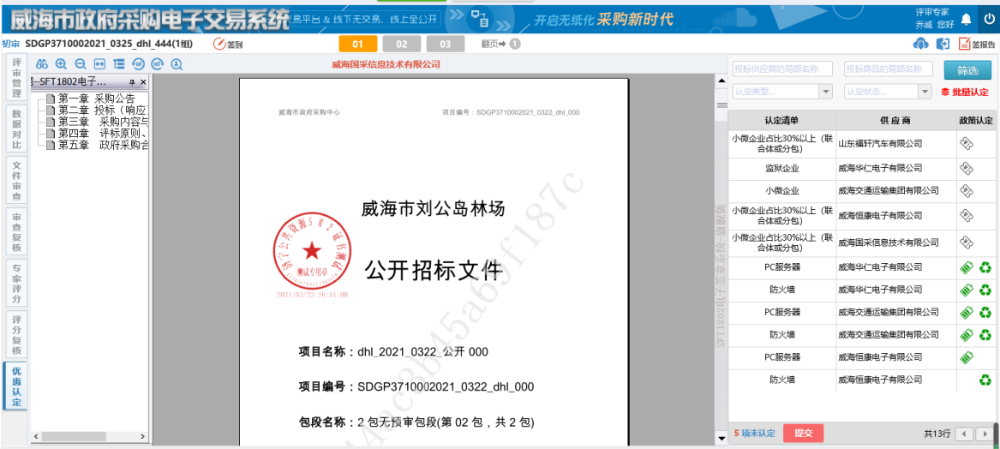 威海市政府采购电子交易系统
易平台 & 线下无交易、线上全公开
开启无纸化 采购新时代
评审专家
乔威 您好
初审 SDGP3710002021_0325_dhl_444(1组)
签到
01
02
03
翻页➡ 1
签报告
评审管理
数据对比
文件审查
审查复核
专家评分
评分复核
优惠认定
威海国采信息技术有限公司
--SFT1802电子...
第一章 采购公告
第二章 投标（响应
第三章 采购内容与
第四章 评标原则、
第五章 政府采购合
威海市政府采购中心
项目编号：SDGP3710002021_0322_dhl_000
威海市刘公岛林场
公开招标文件
测试专用章
2021/03/23 16:51:00
项目名称：dhl_2021_0322_公开 000
项目编号：SDGP3710002021_0322_dhl_000
包段名称：2 包无预审包段(第 02 包，共 2 包)
44ac3b45a65f187c
SFT1802电子签章系统-旗舰版
投标供应商的局部名称
投标商品的局部名称
筛选
认定类型...
认定状态...
批量认定
认定清单 供 应 商 政策认定
小微企业占比30%以上（联合体或分包） 山东福轩汽车有限公司
监狱企业 威海华仁电子有限公司
小微企业 威海交通运输集团有限公司
小微企业占比30%以上（联合体或分包） 威海恒康电子有限公司
小微企业占比30%以上（联合体或分包） 威海国采信息技术有限公司
PC服务器 威海华仁电子有限公司
防火墙 威海华仁电子有限公司
PC服务器 威海交通运输集团有限公司
防火墙 威海交通运输集团有限公司
PC服务器 威海恒康电子有限公司
防火墙 威海恒康电子有限公司
5 项未认定
提交
共13行